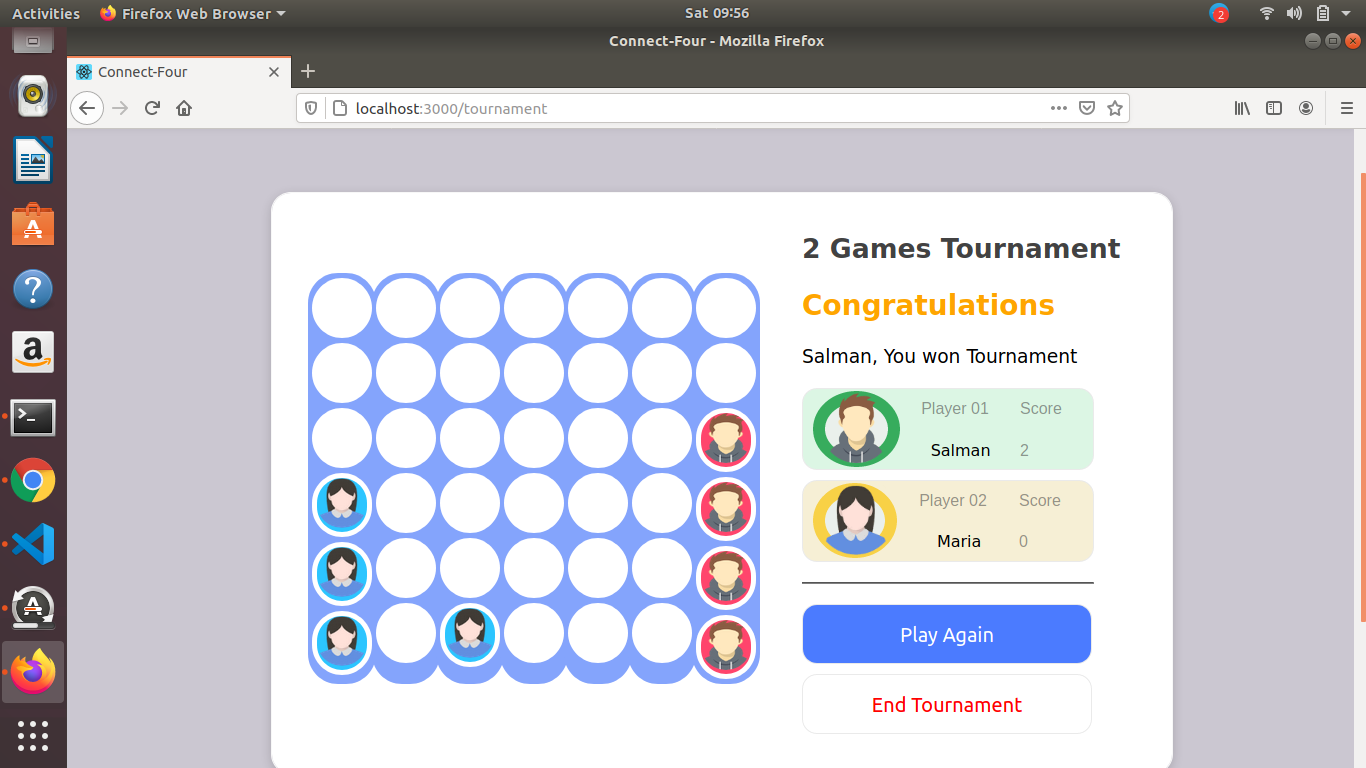 Activities
Firefox Web Browser
Sat 09:56
2
Connect-Four - Mozilla Firefox
Connect-Four
localhost:3000/tournament
2 Games Tournament
Congratulations
Salman, You won Tournament
Player 01 Score
Salman 2
Player 02 Score
Maria 0
Play Again
End Tournament